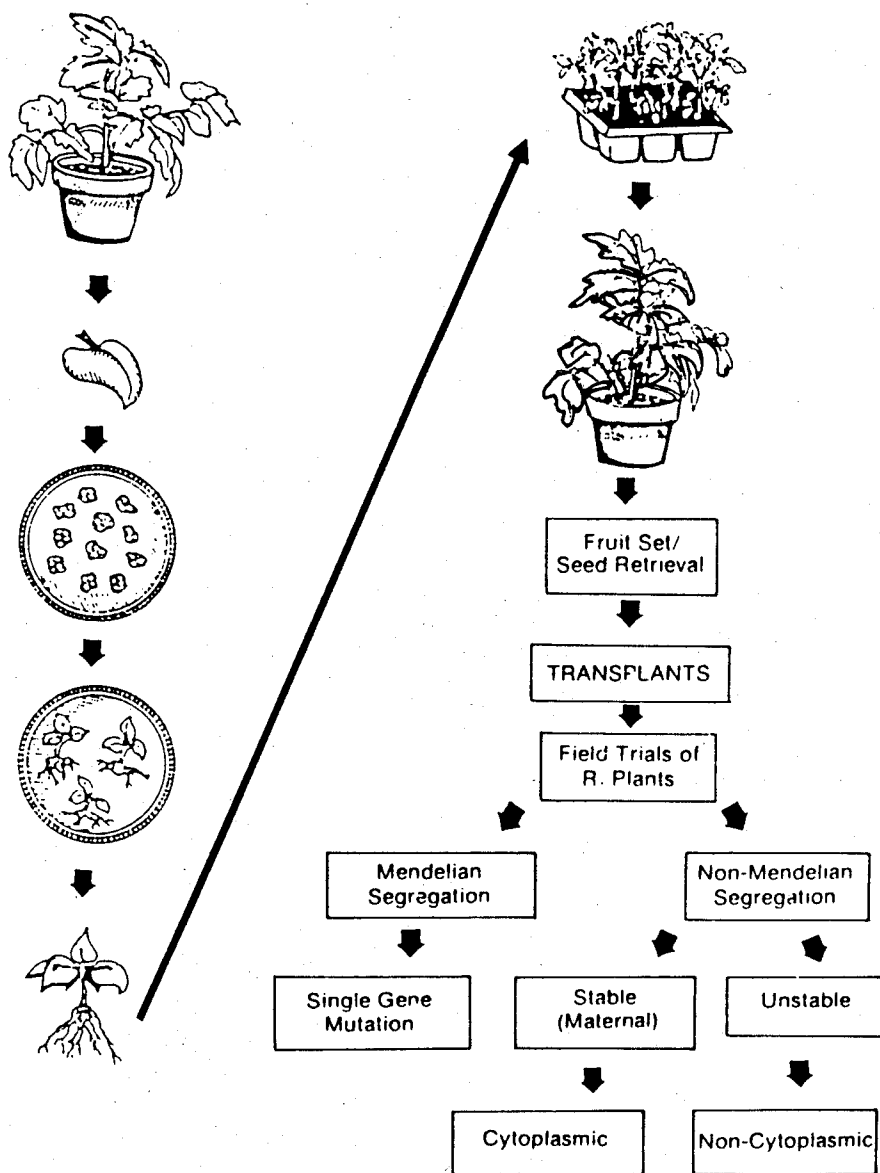 Fruit Set/
Seed Retrieval
TRANSPLANTS
Field Trials of
R. Plants
Mendelian
Segregation
Non-Mendelian
Segregation
Single Gene
Mutation
Stable
(Maternal)
Unstable
Cytoplasmic
Non-Cytoplasmic